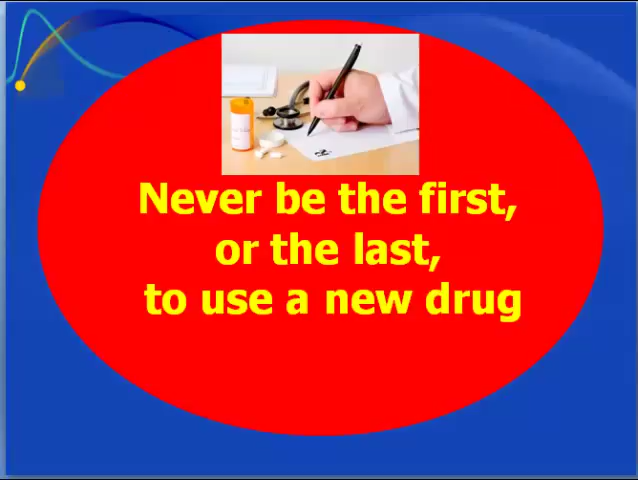 Never be the first,
or the last,
to use a new drug